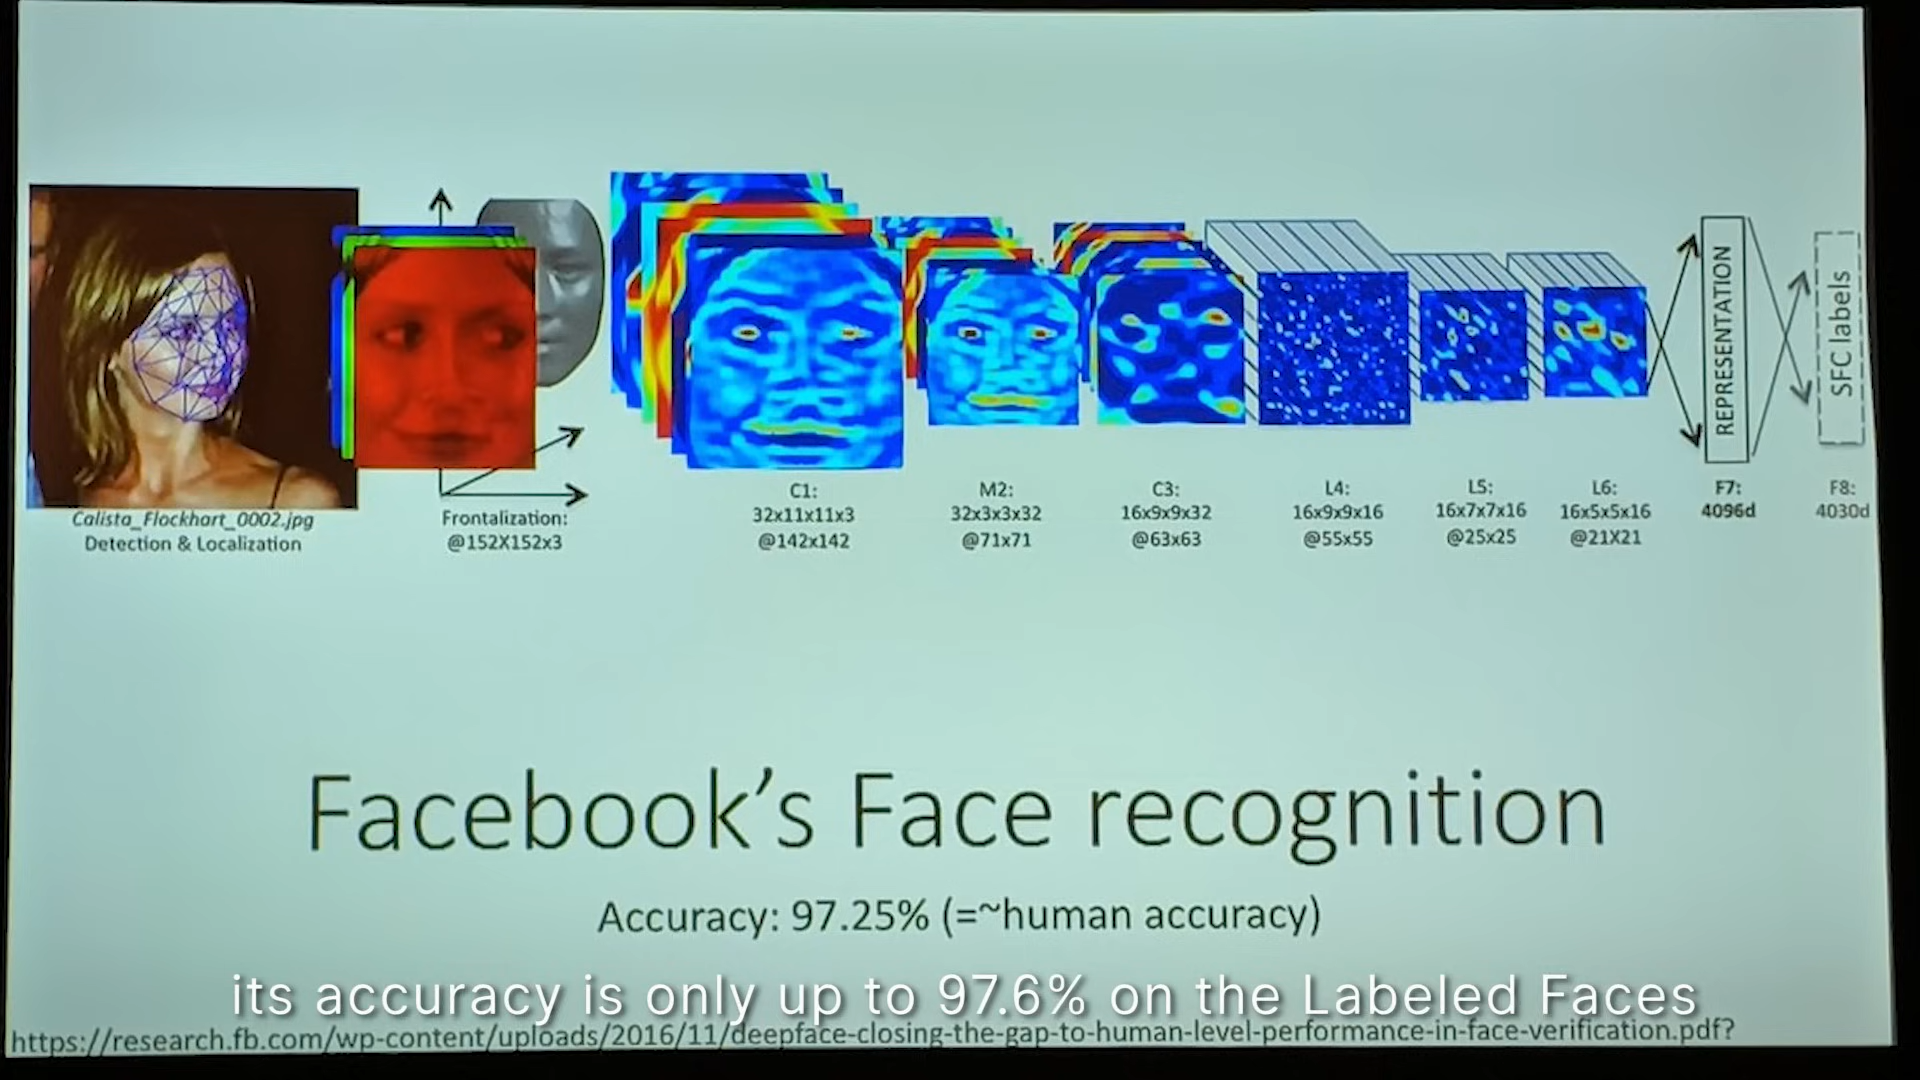 Calista_Flockhart_0002.jpg
Detection & Localization
Frontalization:
@152X152x3
C1:
32x11x11x3
@142x142
M2:
32x3x3x32
@71x71
C3:
16x9x9x32
@63x63
L4:
16x9x9x16
@55x55
L5:
16x7x7x16
@25x25
L6:
16x5x5x16
@21X21
REPRESENTATION
F7:
4096d
SFC labels
F8:
4030d
Facebook's Face recognition
Accuracy: 97.25% (=~human accuracy)
its accuracy is only up to 97.6% on the Labeled Faces
https://research.fb.com/wp-content/uploads/2016/11/deepface-closing-the-gap-to-human-level-performance-in-face-verification.pdf?